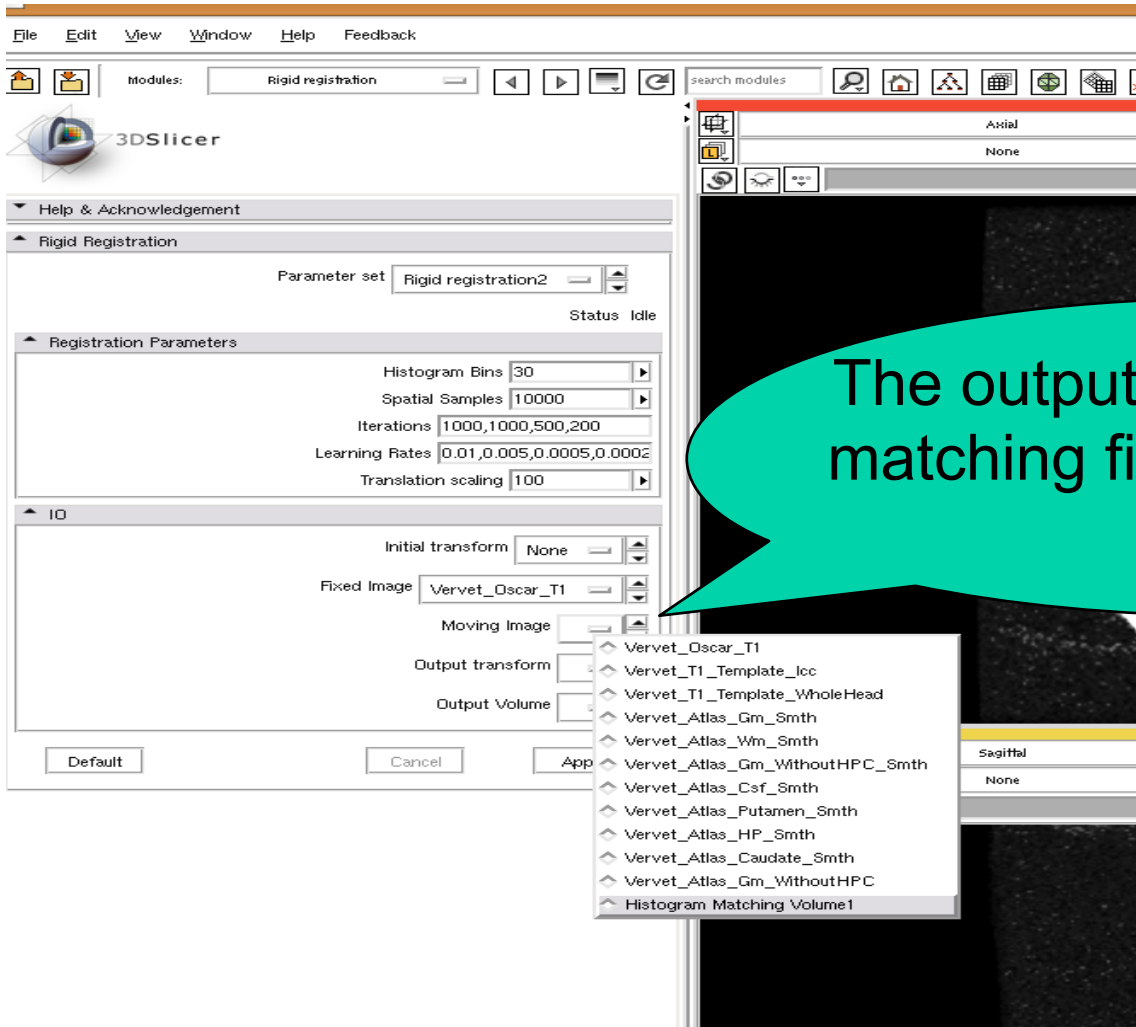 File Edit View Window Help Feedback
Modules: Rigid registration search modules
3DSlicer
Help & Acknowledgement
Rigid Registration
Parameter set Rigid registration2
Status Idle
Registration Parameters
Histogram Bins 30
Spatial Samples 10000
Iterations 1000,1000,500,200
Learning Rates 0.01,0.005,0.0005,0.0002
Translation scaling 100
IO
Initial transform None
Fixed Image Vervet_Oscar_T1
Moving Image
Output transform
Output Volume
Default Cancel App
Vervet_Oscar_T1
Vervet_T1_Template_Icc
Vervet_T1_Template_WholeHead
Vervet_Atlas_Gm_Smth
Vervet_Atlas_Wm_Smth
Vervet_Atlas_Gm_WithoutHPC_Smth
Vervet_Atlas_Csf_Smth
Vervet_Atlas_Putamen_Smth
Vervet_Atlas_HP_Smth
Vervet_Atlas_Caudate_Smth
Vervet_Atlas_Gm_WithoutHPC
Histogram Matching Volume1
Axial
L None
The output
matching fi
Sagittal
None